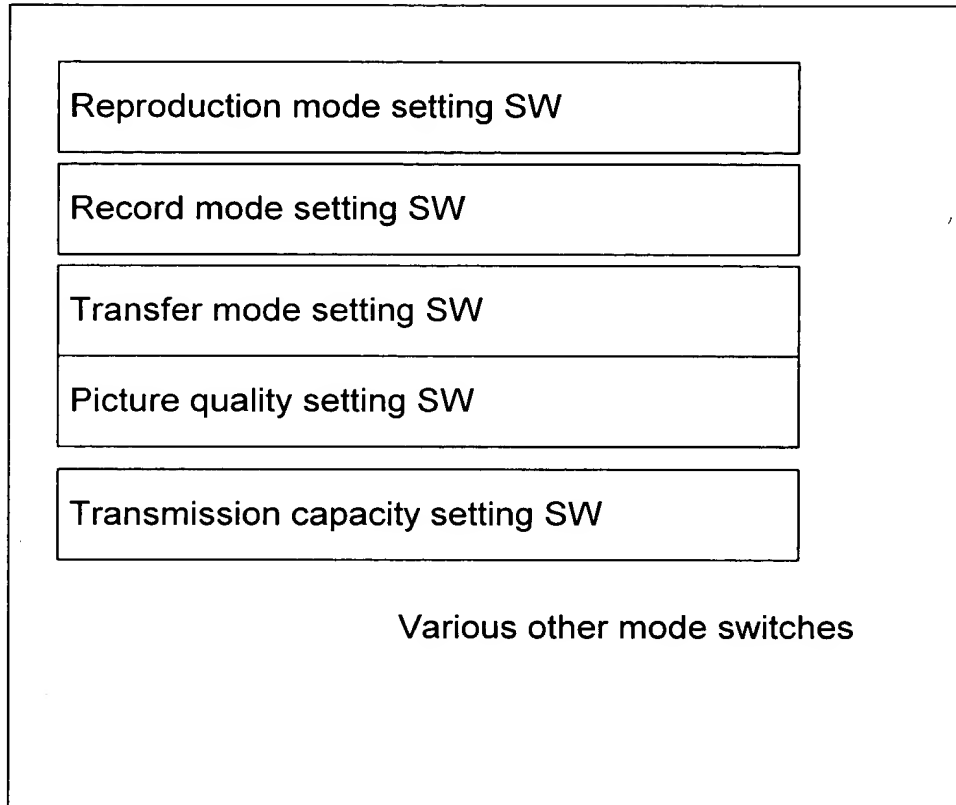 Reproduction mode setting SW
Record mode setting SW
Transfer mode setting SW
Picture quality setting SW
Transmission capacity setting SW
Various other mode switches